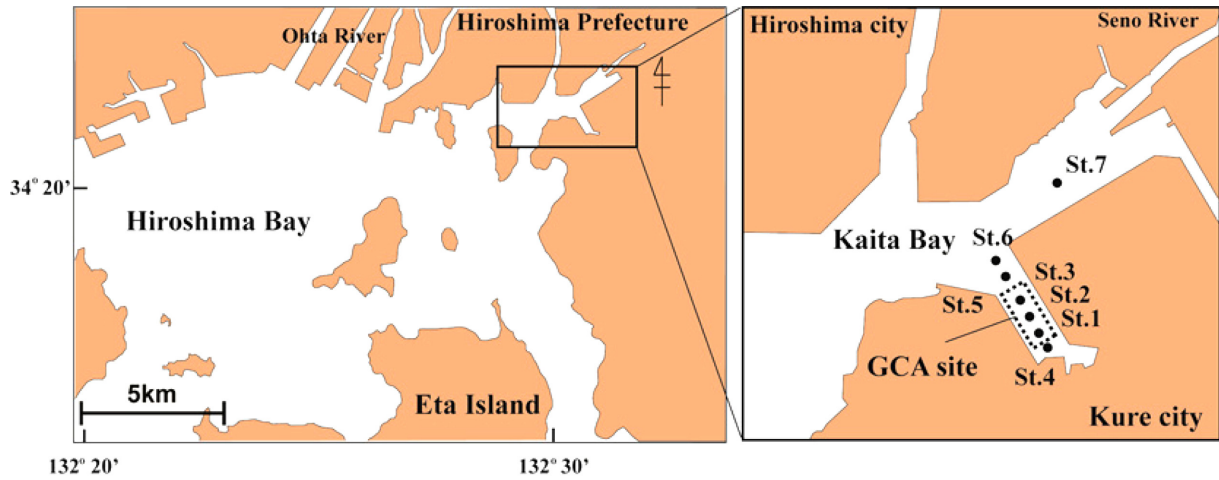 Hiroshima Prefecture
Ohta River
34° 20'
Hiroshima Bay
5km
Eta Island
132° 20'
132° 30'
Hiroshima city
Seno River
St.7
Kaita Bay
St.6
St.3
St.2
St.5
St.1
GCA site
St.4
Kure city